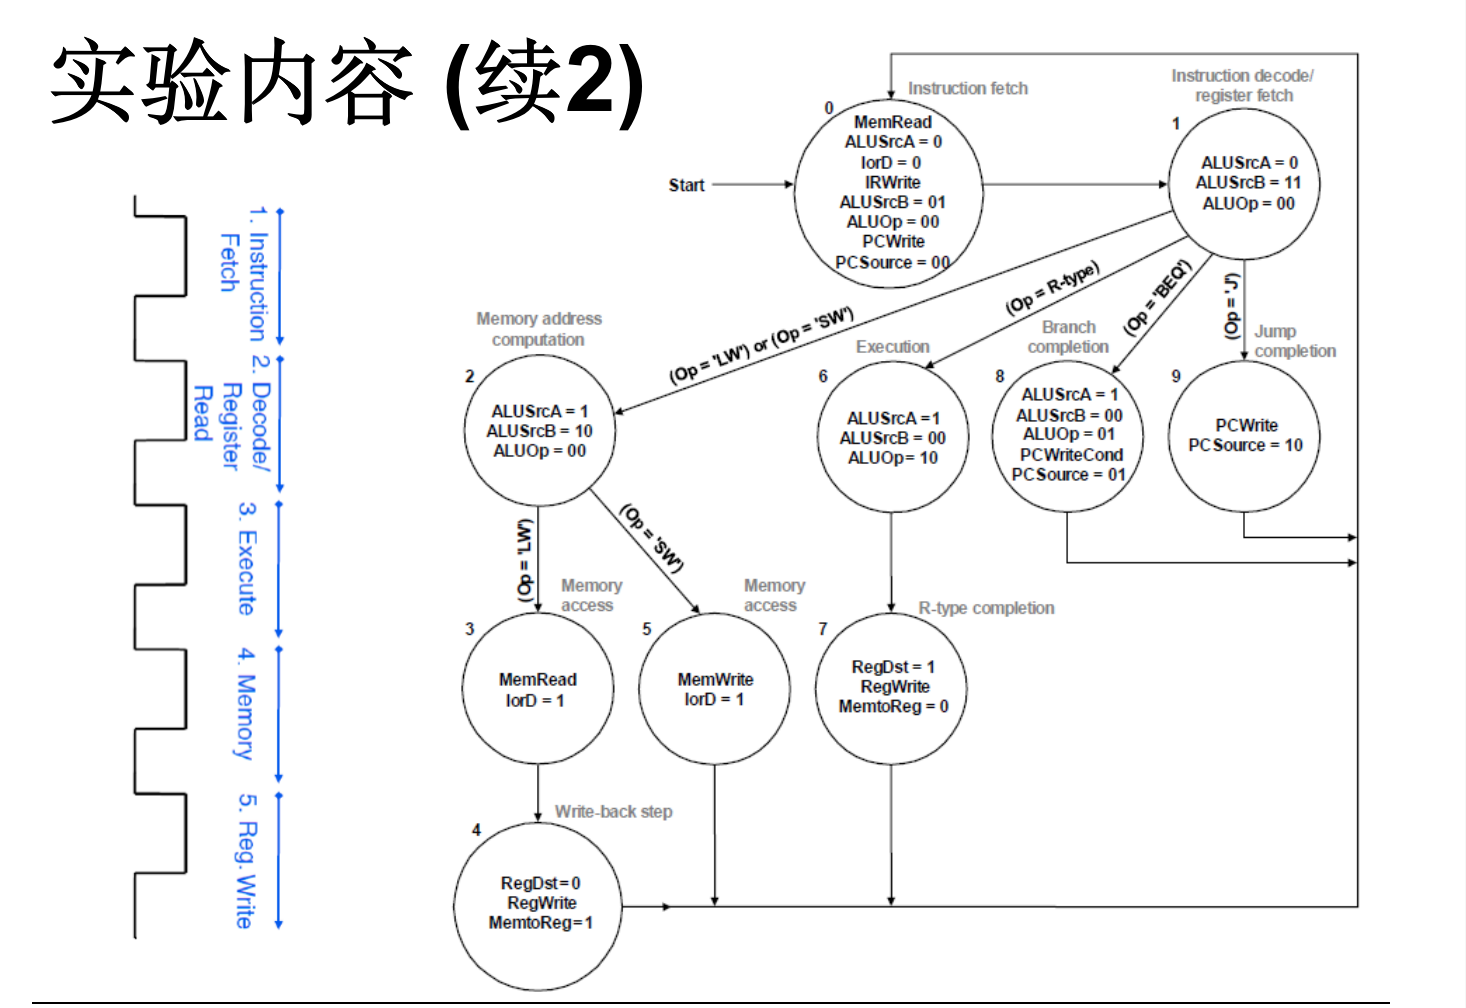 实验内容 (续2)
1. Instruction
Fetch
2. Decode/
Register
Read
3. Execute
4. Memory
5. Reg. Write
Start
Instruction fetch
0
MemRead
ALUSrcA = 0
IorD = 0
IRWrite
ALUSrcB = 01
ALUOp = 00
PCWrite
PCSource = 00
Instruction decode/
register fetch
1
ALUSrcA = 0
ALUSrcB = 11
ALUOp = 00
(Op = 'LW') or (Op = 'SW')
(Op = R-type)
(Op = 'BEQ')
(Op = 'J')
Memory address
computation
2
ALUSrcA = 1
ALUSrcB = 10
ALUOp = 00
Execution
6
ALUSrcA =1
ALUSrcB = 00
ALUOp= 10
Branch
completion
8
ALUSrcA = 1
ALUSrcB = 00
ALUOp = 01
PCWriteCond
PCSource = 01
Jump
completion
9
PCWrite
PCSource = 10
(Op = 'LW')
(Op = 'SW')
Memory
access
3
MemRead
IorD = 1
Memory
access
5
MemWrite
IorD = 1
R-type completion
7
RegDst = 1
RegWrite
MemtoReg = 0
Write-back step
4
RegDst=0
RegWrite
MemtoReg=1